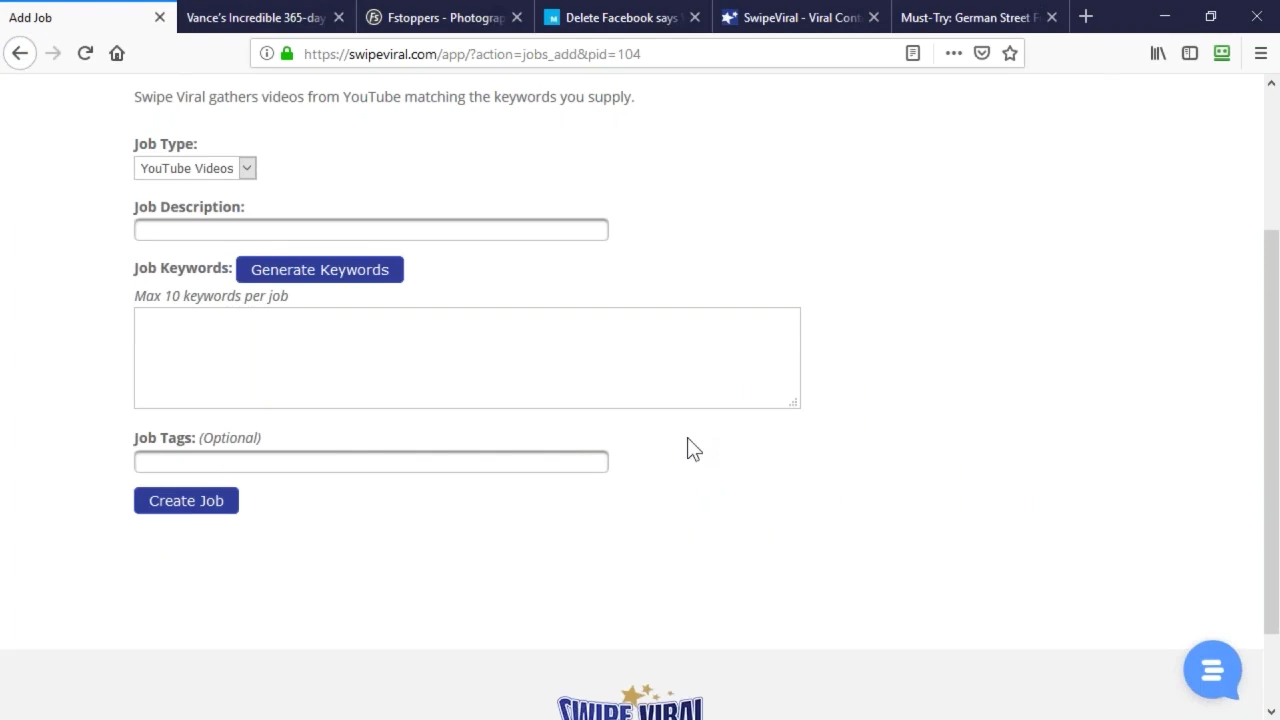 Add Job
Vance's Incredible 365-day
Fstoppers - Photograp
Delete Facebook says
SwipeViral - Viral Cont
Must-Try: German Street F
https://swipeviral.com/app/?action=jobs_add&pid=104
Swipe Viral gathers videos from YouTube matching the keywords you supply.
Job Type:
YouTube Videos
Job Description:
Job Keywords: Generate Keywords
Max 10 keywords per job
Job Tags: (Optional)
Create Job
SWIPE VIRAL